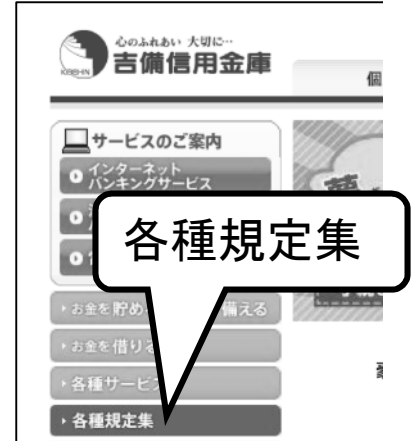 心のふれあい 大切に…
吉備信用金庫
個
サービスのご案内
インターネット
バンキングサービス
各種規定集
お金を貯め
備える
お金を借り
各種サービ
各種規定集